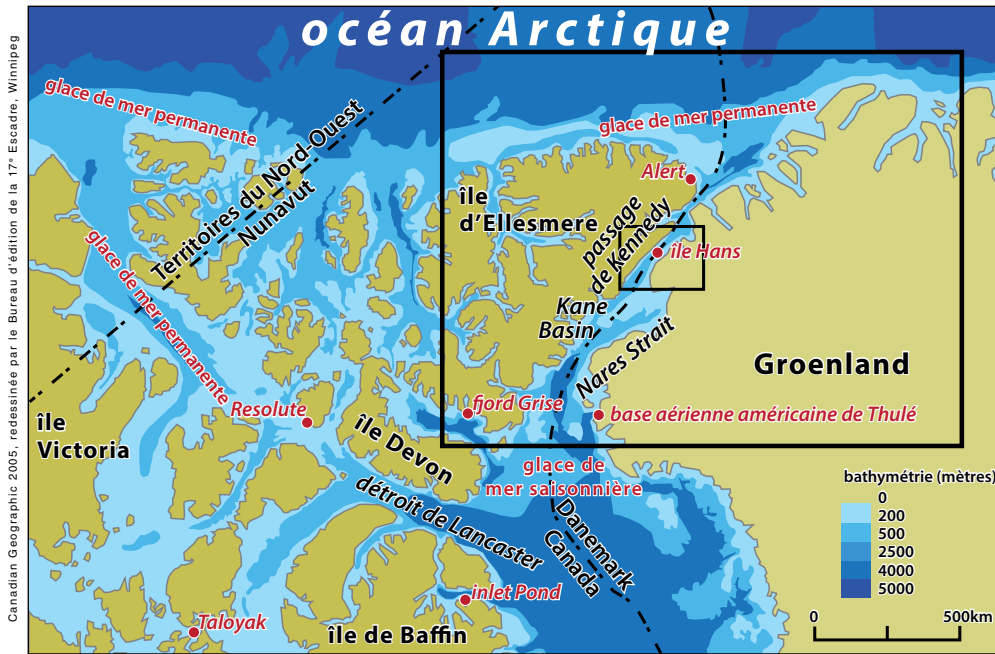 océan Arctique
glace de mer permanente
glace de mer permanente
Territoires du Nord-Ouest
Nunavut
Alert
île
d'Ellesmere
passage
de Kennedy
île Hans
glace de mer permanente
Kane
Basin
Nares Strait
Groenland
Resolute
fjord Grise
base aérienne américaine de Thulé
île
Victoria
île Devon
glace de
mer saisonnière
détroit de Lancaster
Danemark
Canada
bathymétrie (mètres)
0
200
500
2500
4000
5000
inlet Pond
Taloyak
île de Baffin
0
500km
Canadian Geographic 2005, redessinée par le Bureau d'édition de la 17e Escadre, Winnipeg